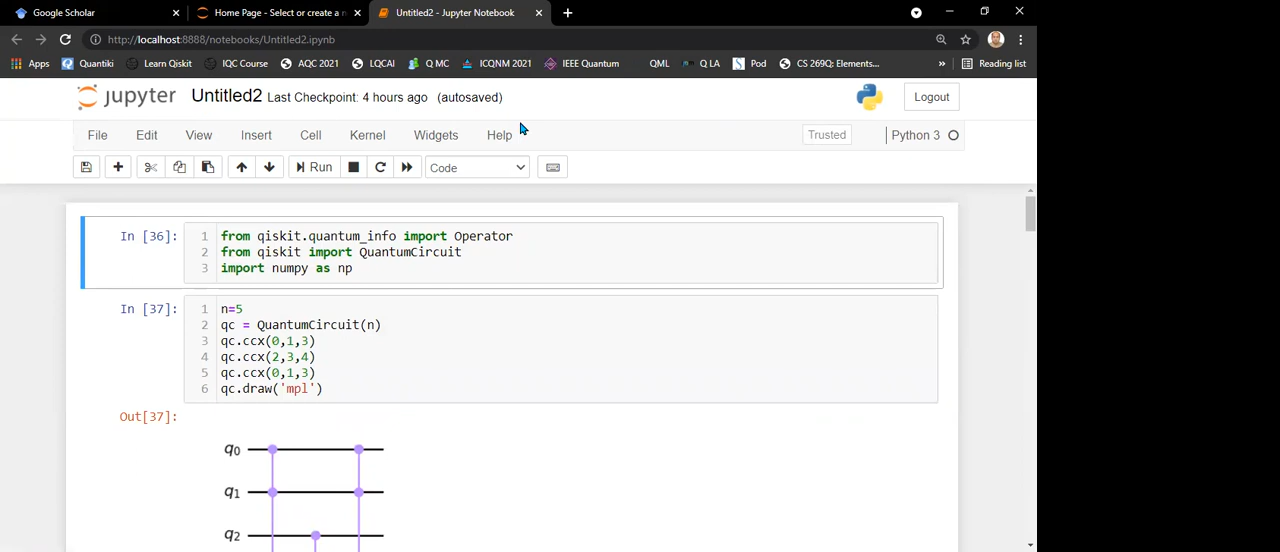 Google Scholar
Home Page - Select or create a n
Untitled2 - Jupyter Notebook
http://localhost:8888/notebooks/Untitled2.ipynb
Apps Quantiki Learn Qiskit IQC Course AQC 2021 LQCAI Q MC ICQNM 2021 IEEE Quantum QML Q LA Pod CS 269Q: Elements... » Reading list
jupyter Untitled2 Last Checkpoint: 4 hours ago (autosaved) Logout
File Edit View Insert Cell Kernel Widgets Help Trusted Python 3
Run Code
In [36]:
1 from qiskit.quantum_info import Operator
2 from qiskit import QuantumCircuit
3 import numpy as np
In [37]:
1 n=5
2 qc = QuantumCircuit(n)
3 qc.ccx(0,1,3)
4 qc.ccx(2,3,4)
5 qc.ccx(0,1,3)
6 qc.draw('mpl')
Out[37]:
q0
q1
q2